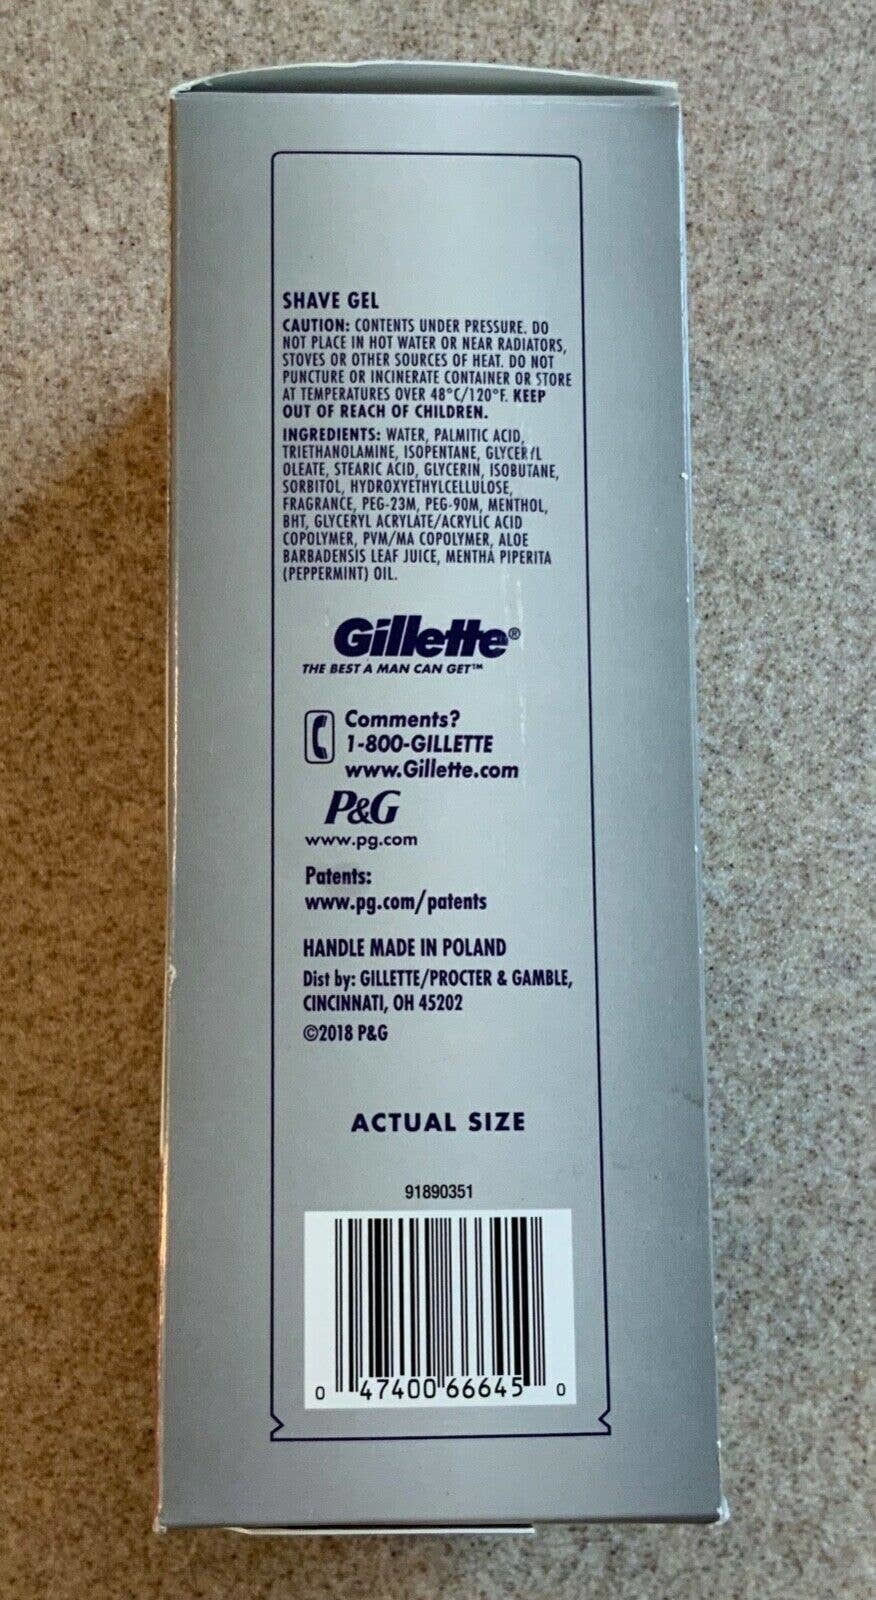 SHAVE GEL
CAUTION: CONTENTS UNDER PRESSURE. DO
NOT PLACE IN HOT WATER OR NEAR RADIATORS,
STOVES OR OTHER SOURCES OF HEAT. DO NOT
PUNCTURE OR INCINERATE CONTAINER OR STORE
AT TEMPERATURES OVER 48°C/120°F. KEEP
OUT OF REACH OF CHILDREN.
INGREDIENTS: WATER, PALMITIC ACID,
TRIETHANOLAMINE, ISOPENTANE, GLYCERYL
OLEATE, STEARIC ACID, GLYCERIN, ISOBUTANE,
SORBITOL, HYDROXYETHYLCELLULOSE,
FRAGRANCE, PEG-23M, PEG-90M, MENTHOL,
BHT, GLYCERYL ACRYLATE/ACRYLIC ACID
COPOLYMER, PVM/MA COPOLYMER, ALOE
BARBADENSIS LEAF JUICE, MENTHA PIPERITA
(PEPPERMINT) OIL.
Gillette®
THE BEST A MAN CAN GET™
Comments?
1-800-GILLETTE
www.Gillette.com
P&G
www.pg.com
Patents:
www.pg.com/patents
HANDLE MADE IN POLAND
Dist by: GILLETTE/PROCTER & GAMBLE,
CINCINNATI, OH 45202
©2018 P&G
ACTUAL SIZE
91890351
0 47400 66645 0